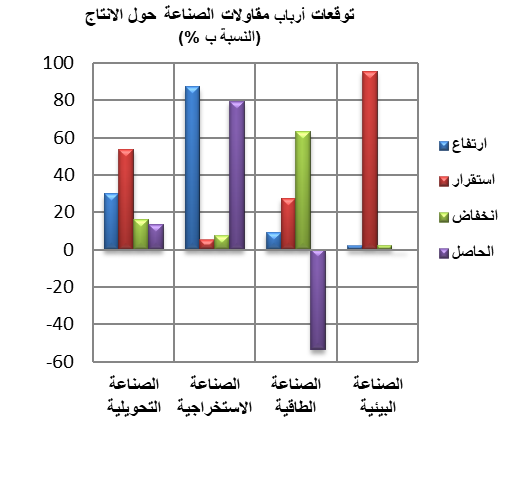 توقعات أرباب مقاولات الصناعة حول الانتاج
(النسبة ب %)
100
80
60
40
20
0
-20
-40
-60
ارتفاع
استقرار
انخفاض
الحاصل
الصناعة التحويلية
الصناعة الاستخراجية
الصناعة الطاقية
الصناعة البيئية